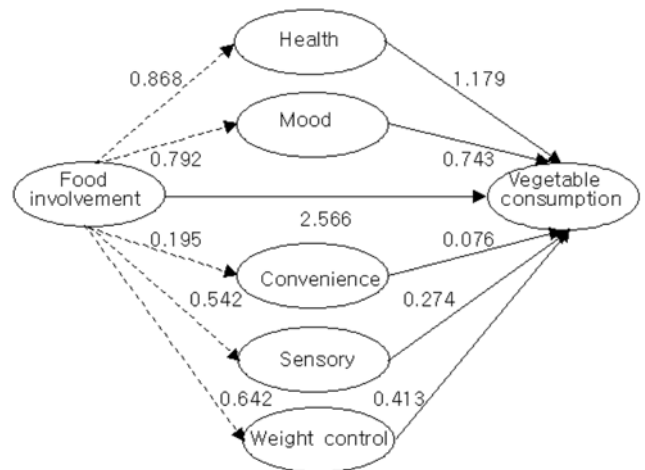 Health
0.868
1.179
Mood
0.792
0.743
Food
involvement
Vegetable
consumption
2.566
0.195
0.076
Convenience
0.542
0.274
Sensory
0.642
0.413
Weight control